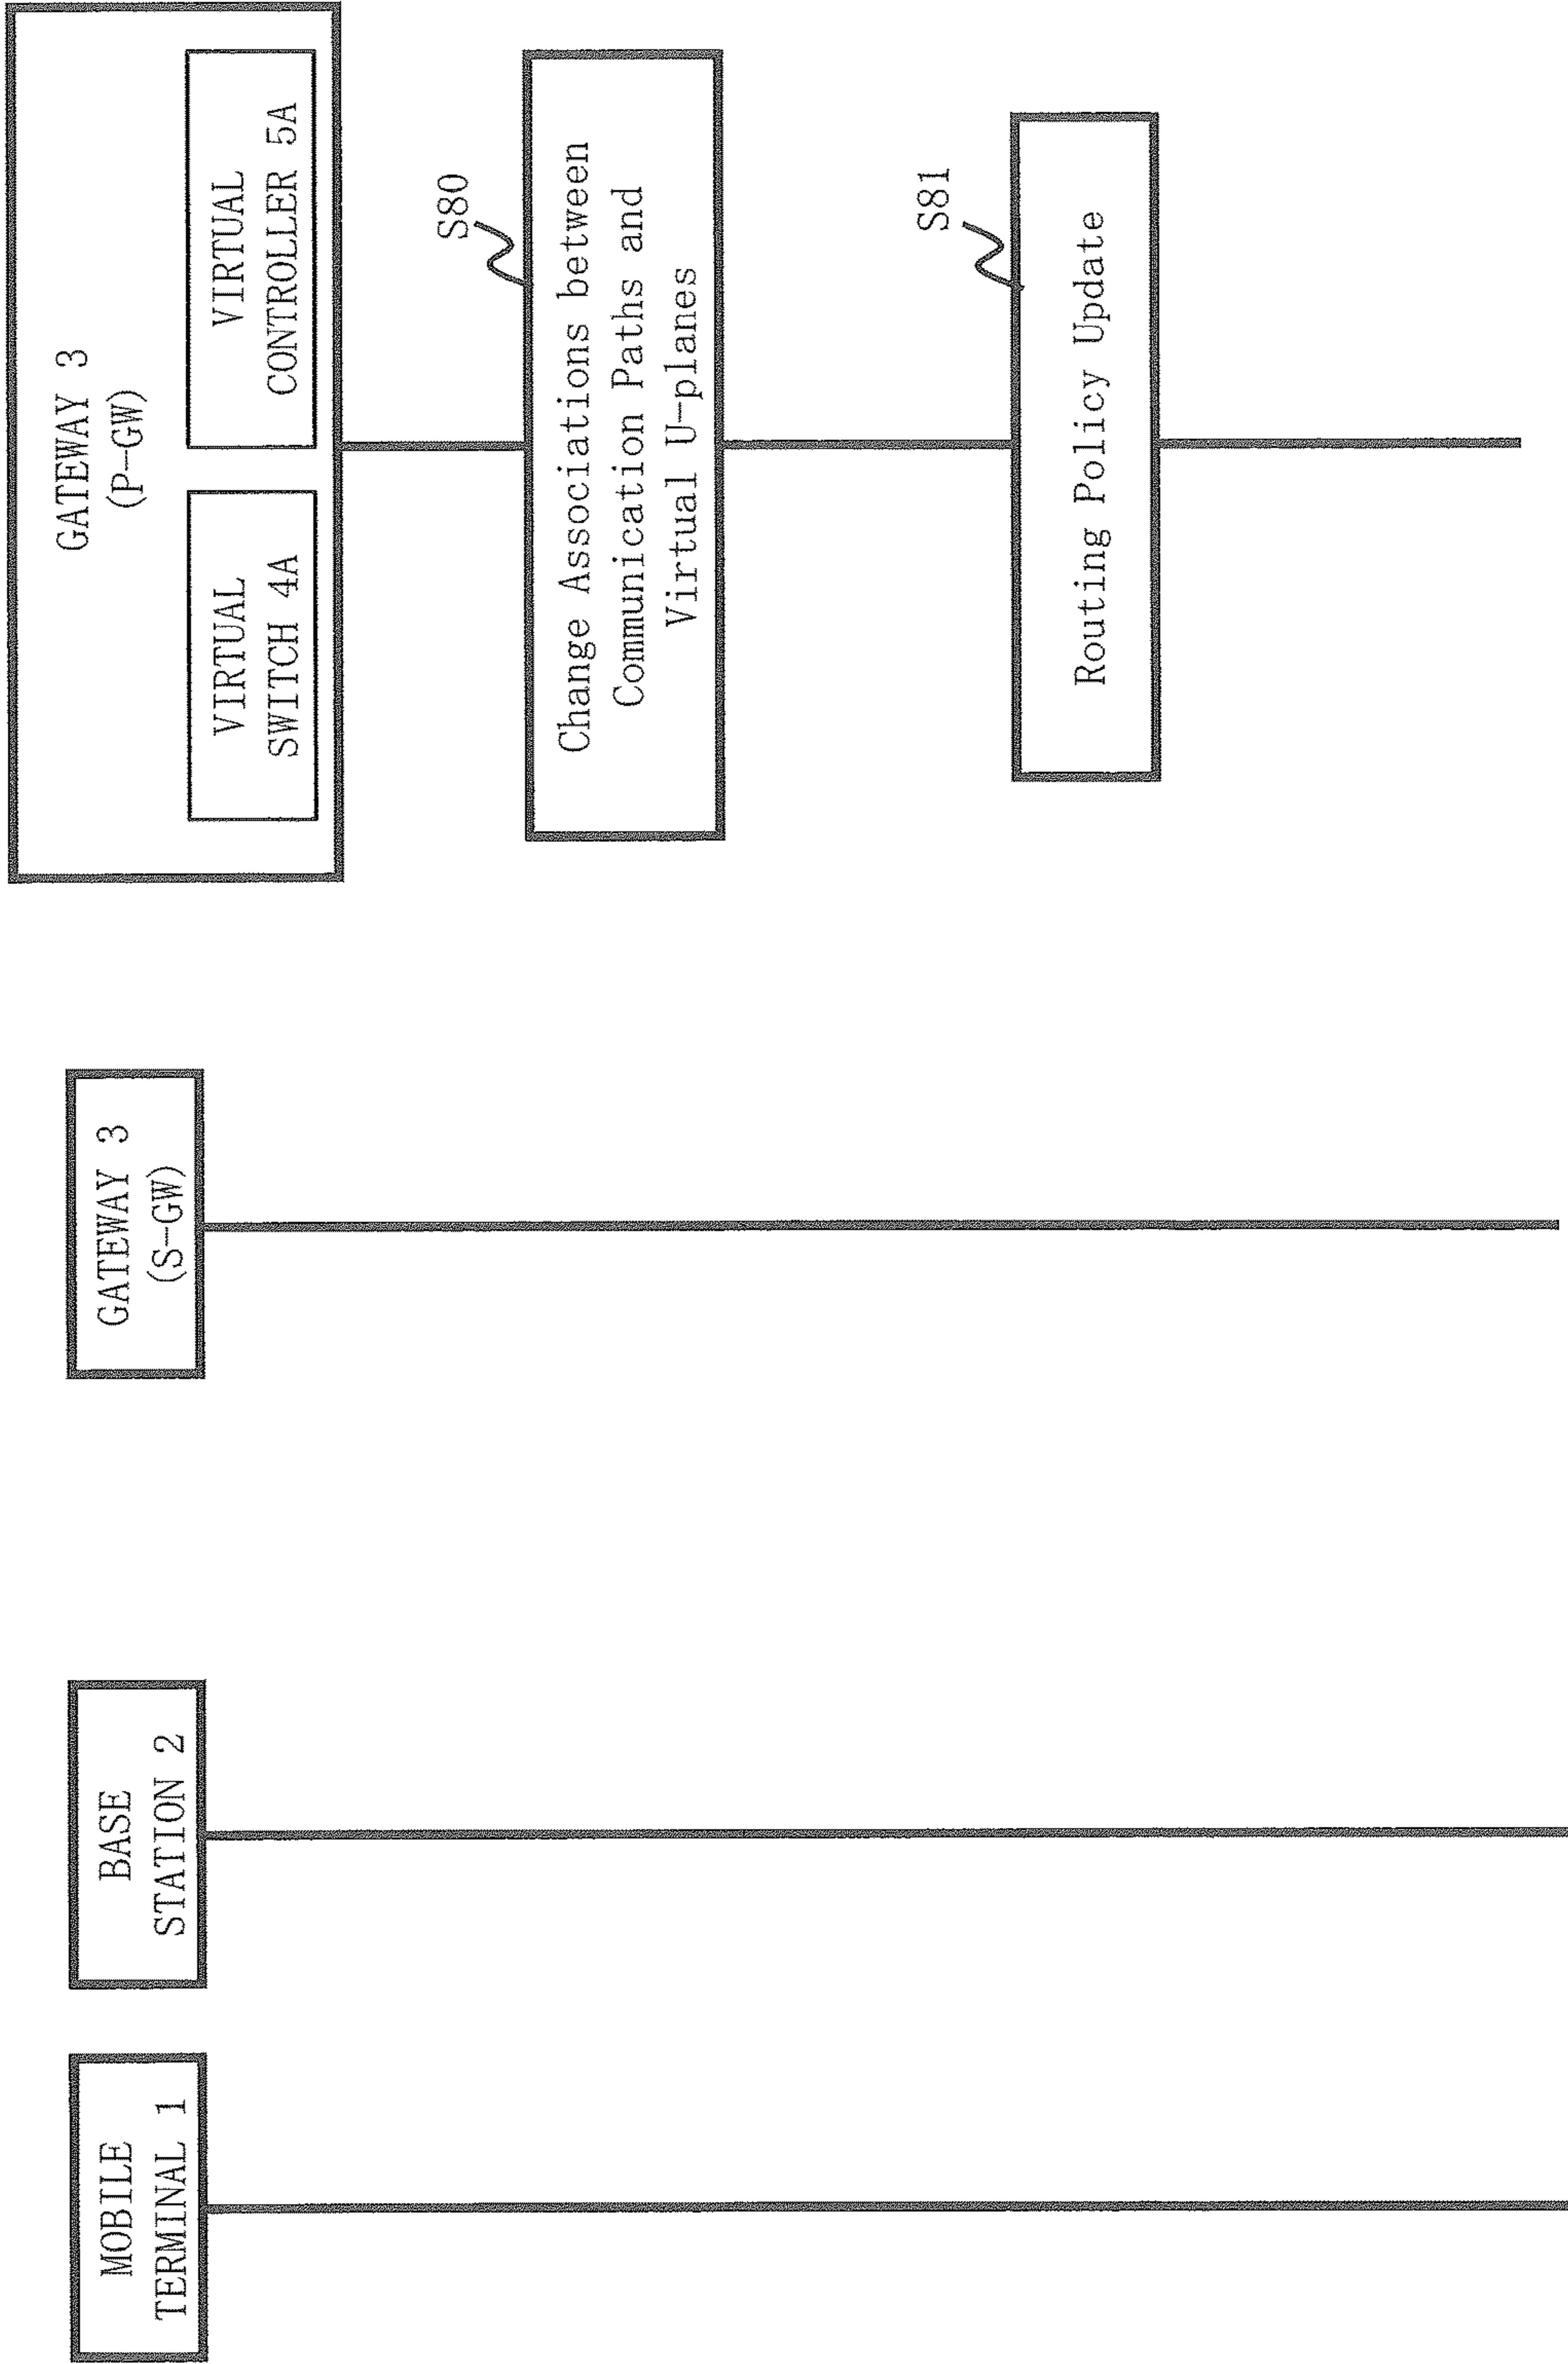 MOBILE
TERMINAL 1
BASE
STATION 2
GATEWAY 3
(S-GW)
GATEWAY 3
(P-GW)
VIRTUAL
SWITCH 4A
VIRTUAL
CONTROLLER 5A
S80
Change Associations between
Communication Paths and
Virtual U-planes
S81
Routing Policy Update